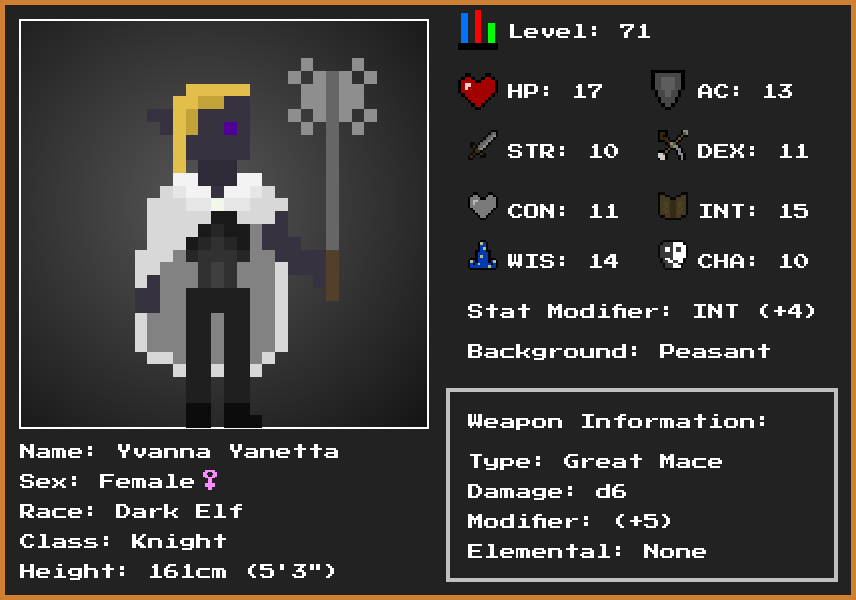 Level: 71
HP: 17 AC: 13
STR: 10 DEX: 11
CON: 11 INT: 15
WIS: 14 CHA: 10
Stat Modifier: INT (+4)
Background: Peasant
Weapon Information:
Type: Great Mace
Damage: d6
Modifier: (+5)
Elemental: None
Name: Yvanna Yanetta
Sex: Female♀
Race: Dark Elf
Class: Knight
Height: 161cm (5'3")